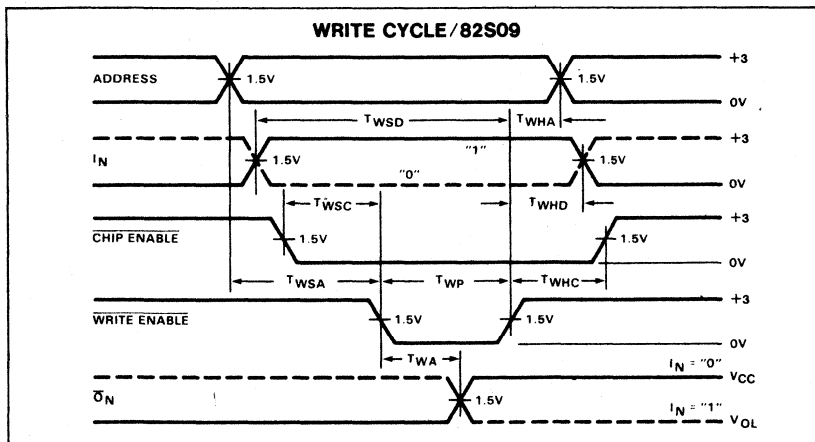 WRITE CYCLE/82S09
+3
ADDRESS
1.5V
1.5V
0V
TWSD
TWHA
+3
IN
1.5V
"1"
"0"
1.5V
0V
TWSC
TWHD
+3
CHIP ENABLE
1.5V
1.5V
0V
TWSA
TWP
TWHC
+3
WRITE ENABLE
1.5V
1.5V
0V
TWA
IN = "0"
VCC
ON
1.5V
IN = "1"
VOL